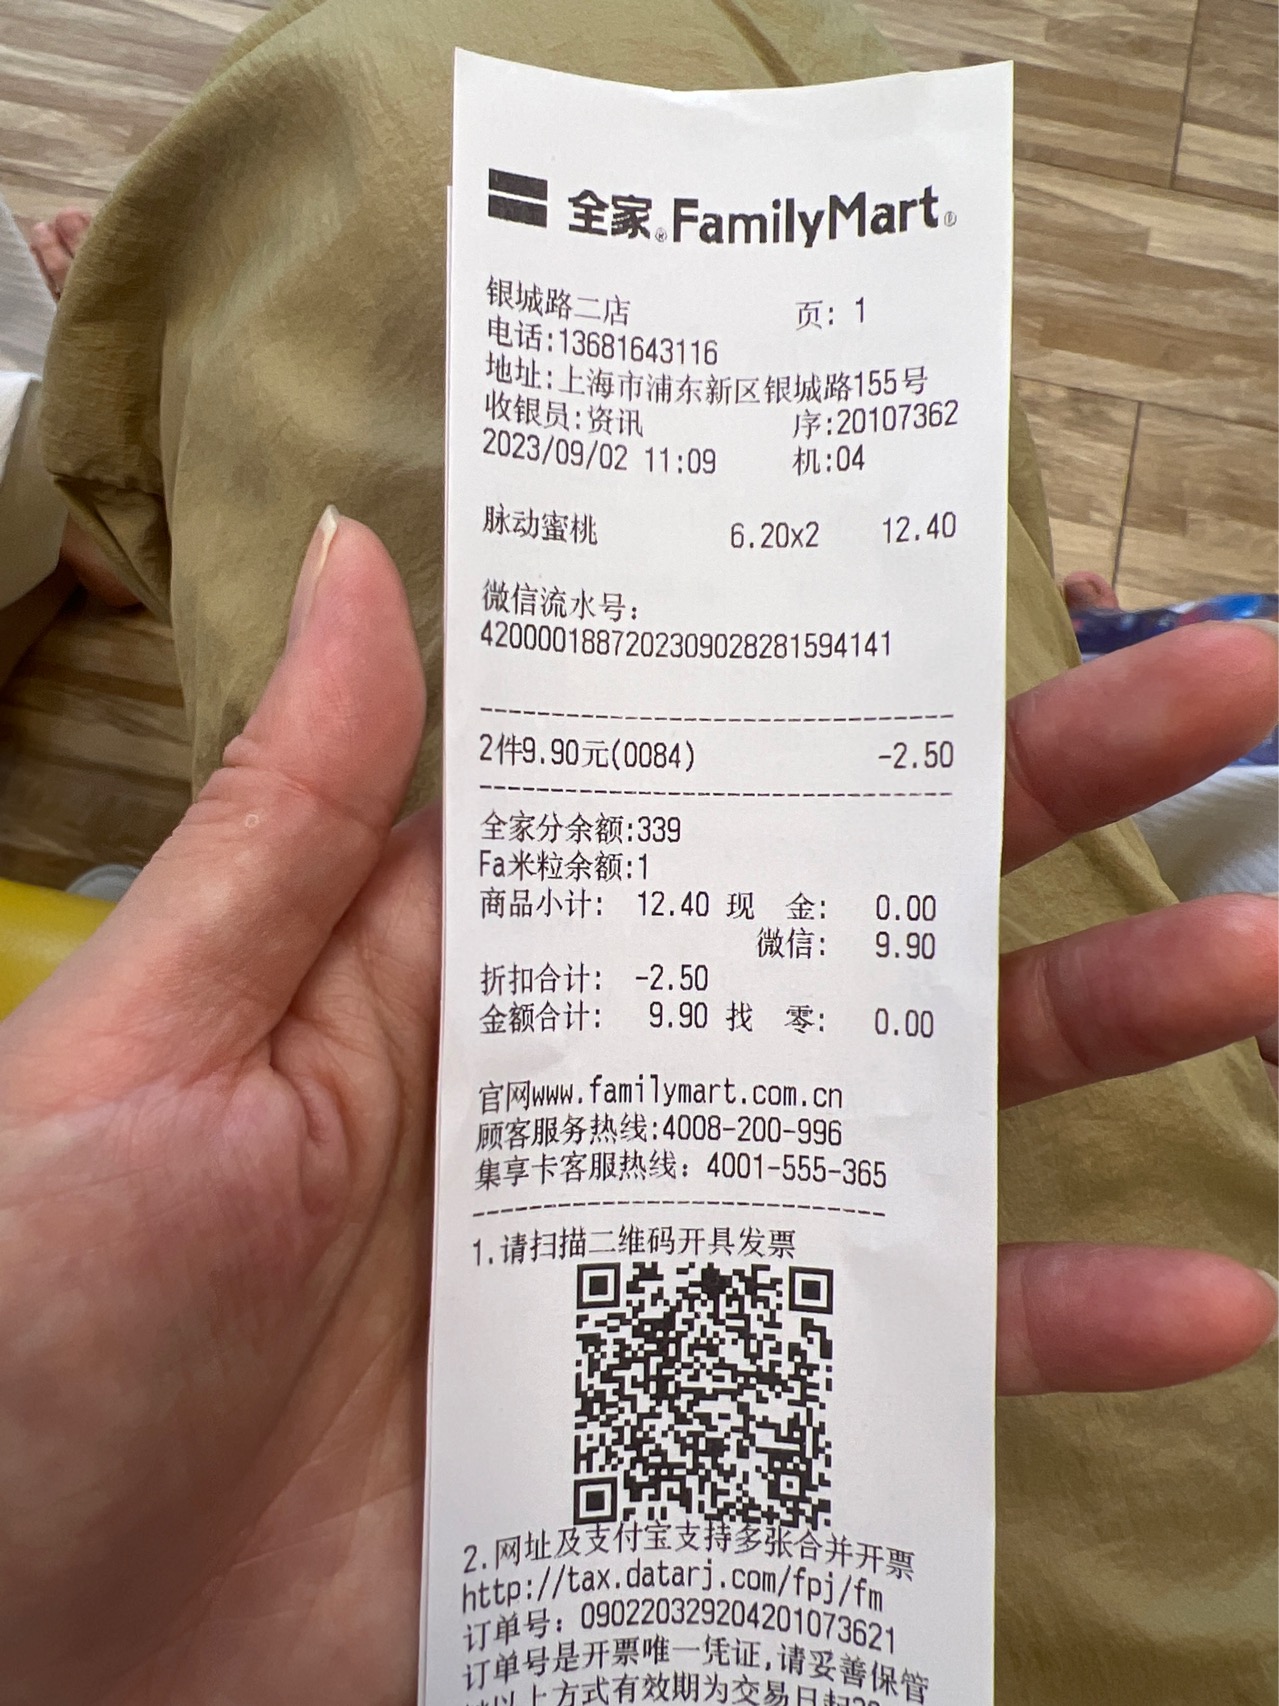 全家® FamilyMart®
银城路二店 页: 1
电话:13681643116
地址:上海市浦东新区银城路155号
收银员:资讯 序:20107362
2023/09/02 11:09 机:04
脉动蜜桃 6.20x2 12.40
微信流水号:
4200001887202309028281594141
2件9.90元(0084) -2.50
全家分余额:339
Fa米粒余额:1
商品小计: 12.40 现 金: 0.00
微信: 9.90
折扣合计: -2.50
金额合计: 9.90 找 零: 0.00
官网www.familymart.com.cn
顾客服务热线:4008-200-996
集享卡客服热线: 4001-555-365
1.请扫描二维码开具发票
2.网址及支付宝支持多张合并开票
http://tax.datarj.com/fpj/fm
订单号: 090220329204201073621
订单号是开票唯一凭证,请妥善保管
以上方式有效期为交易日起